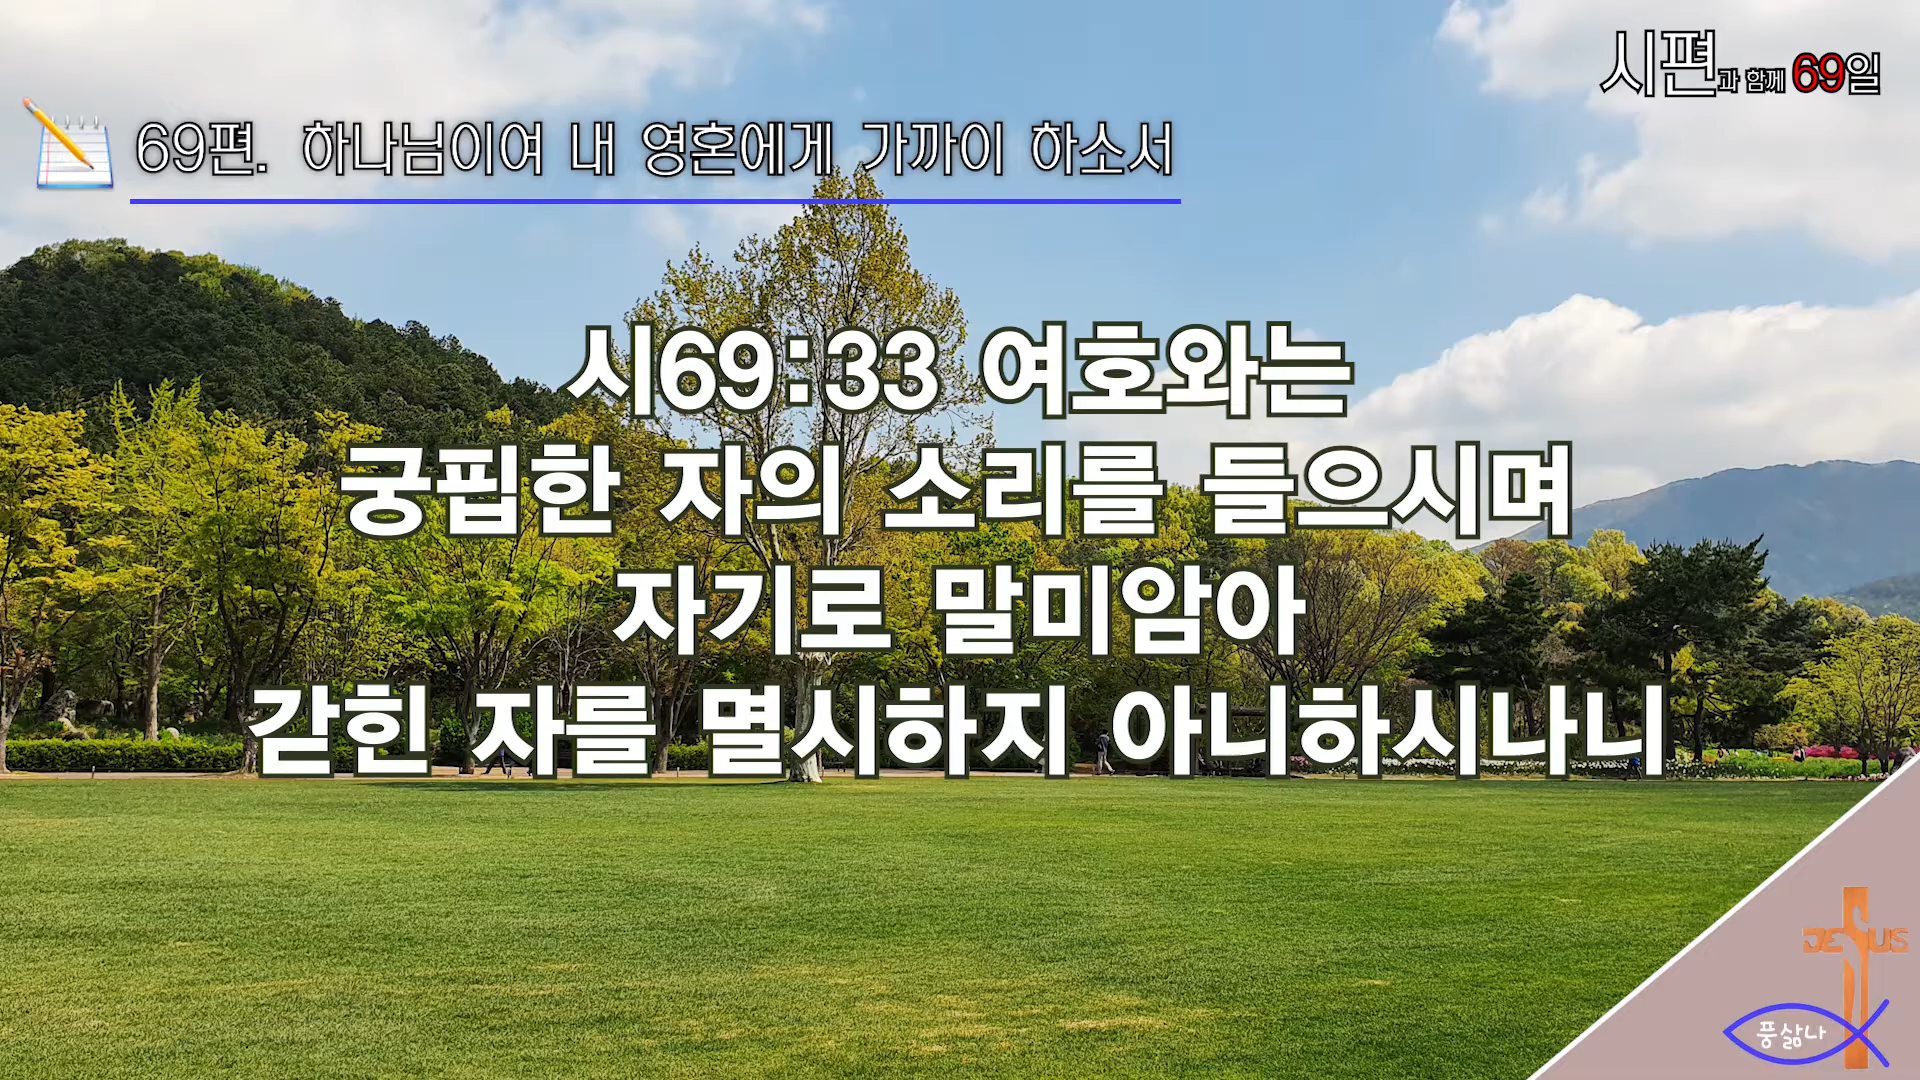 시편과 함께 69일
69편. 하나님이여 내 영혼에게 가까이 하소서
시69:33 여호와는
궁핍한 자의 소리를 들으시며
자기로 말미암아
갇힌 자를 멸시하지 아니하시나니
JESUS
풍삶나